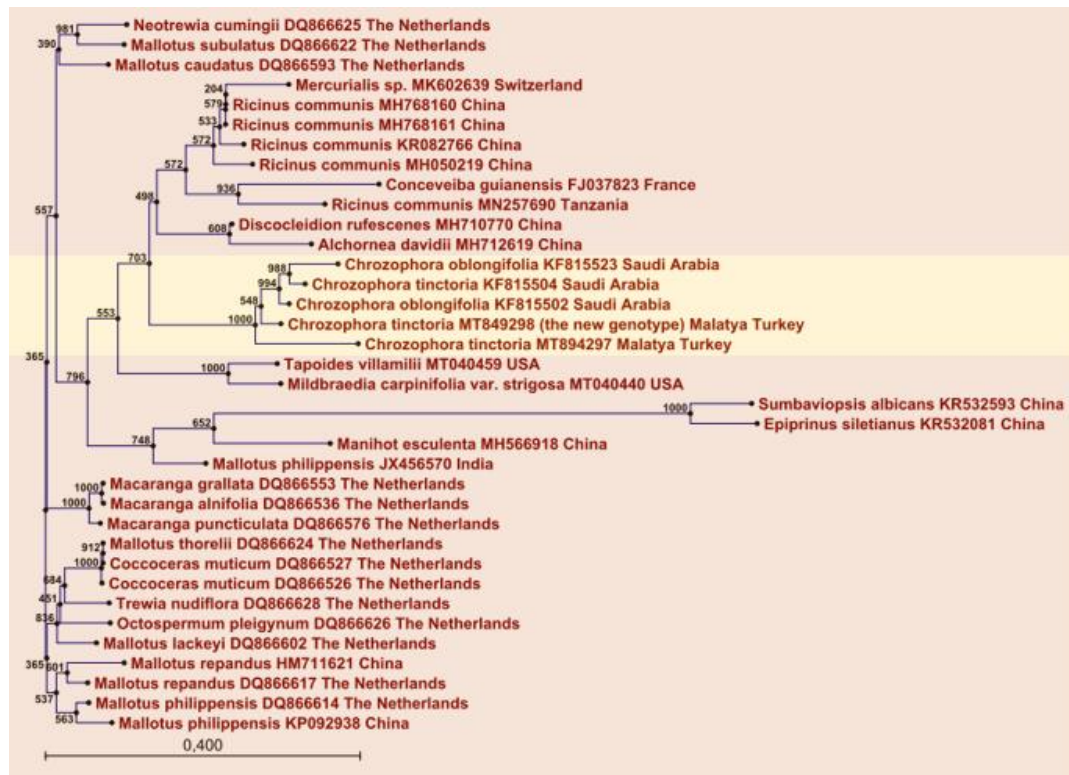 Neotrewia cumingii DQ866625 The Netherlands
981
Mallotus subulatus DQ866622 The Netherlands
390
Mallotus caudatus DQ866593 The Netherlands
Mercurialis sp. MK602639 Switzerland
204
Ricinus communis MH768160 China
579
Ricinus communis MH768161 China
533
Ricinus communis KR082766 China
572
Ricinus communis MH050219 China
572
Conceveiba guianensis FJ037823 France
936
Ricinus communis MN257690 Tanzania
498
557
Discocleidion rufescenes MH710770 China
608
Alchornea davidii MH712619 China
703
Chrozophora oblongifolia KF815523 Saudi Arabia
988
Chrozophora tinctoria KF815504 Saudi Arabia
994
Chrozophora oblongifolia KF815502 Saudi Arabia
548
Chrozophora tinctoria MT849298 (the new genotype) Malatya Turkey
1000
553
Chrozophora tinctoria MT894297 Malatya Turkey
365
Tapoides villamilii MT040459 USA
1000
796
Mildbraedia carpinifolia var. strigosa MT040440 USA
Sumbaviopsis albicans KR532593 China
1000
Epiprinus siletianus KR532081 China
652
748
Manihot esculenta MH566918 China
Mallotus philippensis JX456570 India
Macaranga grallata DQ866553 The Netherlands
1000
Macaranga alnifolia DQ866536 The Netherlands
1000
Macaranga puncticulata DQ866576 The Netherlands
Mallotus thorelii DQ866624 The Netherlands
912
Coccoceras muticum DQ866527 The Netherlands
1000
Coccoceras muticum DQ866526 The Netherlands
684
Trewia nudiflora DQ866628 The Netherlands
451
Octospermum pleigynum DQ866626 The Netherlands
836
Mallotus lackeyi DQ866602 The Netherlands
365
Mallotus repandus HM711621 China
601
Mallotus repandus DQ866617 The Netherlands
537
Mallotus philippensis DQ866614 The Netherlands
563
Mallotus philippensis KP092938 China
0,400